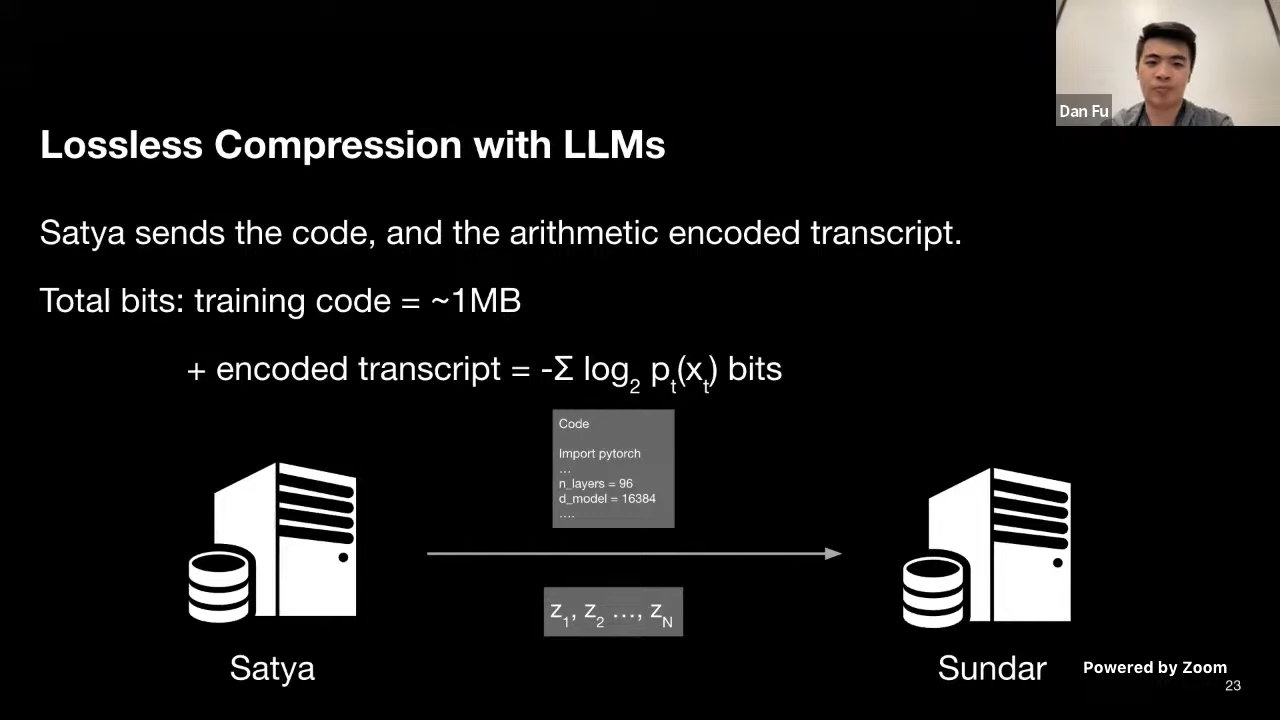 Dan Fu
Lossless Compression with LLMs
Satya sends the code, and the arithmetic encoded transcript.
Total bits: training code = ~1MB
+ encoded transcript = -Σ log₂ pₜ(xₜ) bits
Code
Import pytorch
...
n_layers = 96
d_model = 16384
....
z₁, z₂ ..., z_N
Satya
Sundar
Powered by Zoom
23